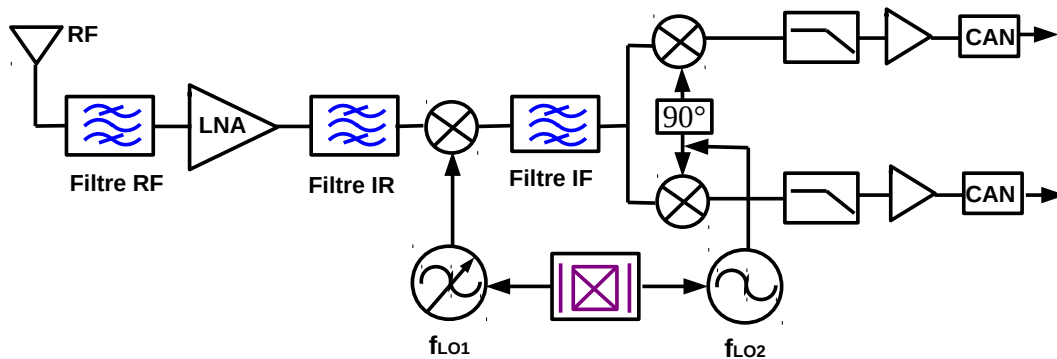 RF
CAN
LNA
90°
Filtre RF
Filtre IR
Filtre IF
CAN
fLO1
fLO2